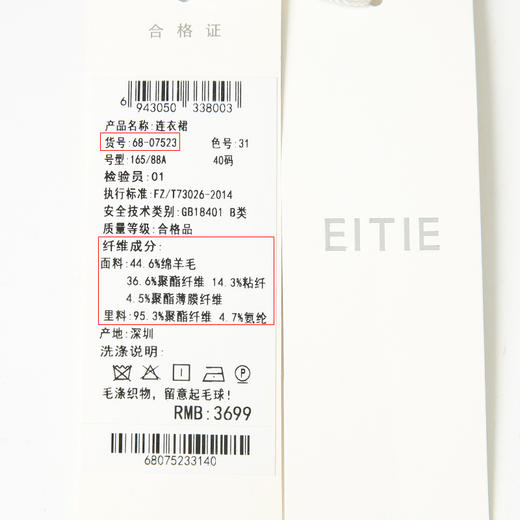 合格证
6 943050 338003
产品名称:连衣裙
货号:68-07523 色号:31
号型:165/88A 40码
检验员:01
执行标准:FZ/T73026-2014
安全技术类别:GB18401 B类
质量等级:合格品
纤维成分:
面料:44.6%绵羊毛
36.6%聚酯纤维 14.3%粘纤
4.5%聚酯薄膜纤维
里料:95.3%聚酯纤维 4.7%氨纶
产地:深圳
洗涤说明:
P
毛涤织物，留意起毛球!
RMB:3699
68075233140
EITIE